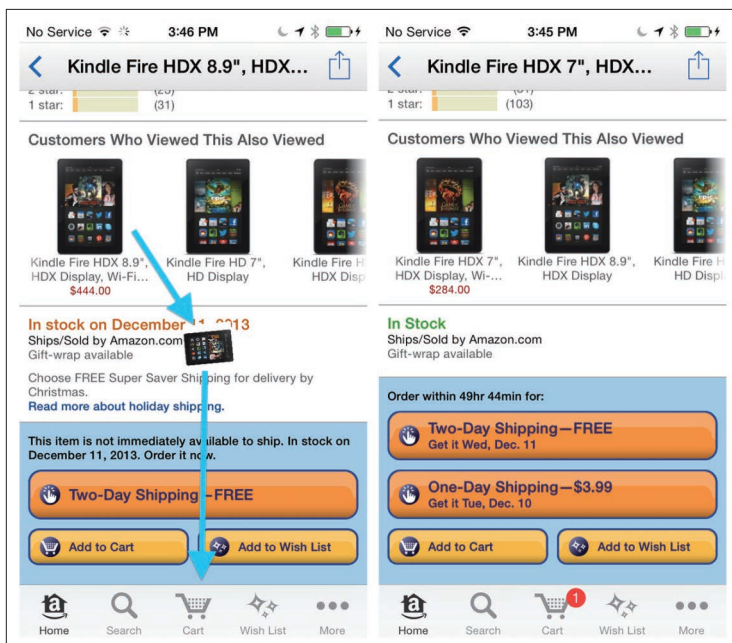 No Service 3:46 PM
Kindle Fire HDX 8.9", HDX...
2 star: (23)
1 star: (31)
Customers Who Viewed This Also Viewed
Kindle Fire HDX 8.9",
HDX Display, Wi-Fi...
$444.00
Kindle Fire HD 7",
HD Display
Kindle Fire H
HDX Disp
In stock on December 11, 2013
Ships/Sold by Amazon.com
Gift-wrap available
Choose FREE Super Saver Shipping for delivery by
Christmas.
Read more about holiday shipping.
This item is not immediately available to ship. In stock on
December 11, 2013. Order it now.
Two-Day Shipping—FREE
Add to Cart
Add to Wish List
Home
Search
Cart
Wish List
More
No Service 3:45 PM
Kindle Fire HDX 7", HDX...
2 star:
1 star: (103)
Customers Who Viewed This Also Viewed
Kindle Fire HDX 7",
HDX Display, Wi-...
$284.00
Kindle Fire HDX 8.9",
HDX Display
Kindle Fire H
HD Displ
In Stock
Ships/Sold by Amazon.com
Gift-wrap available
Order within 49hr 44min for:
Two-Day Shipping—FREE
Get it Wed, Dec. 11
One-Day Shipping—$3.99
Get it Tue, Dec. 10
Add to Cart
Add to Wish List
1
Home
Search
Cart
Wish List
More